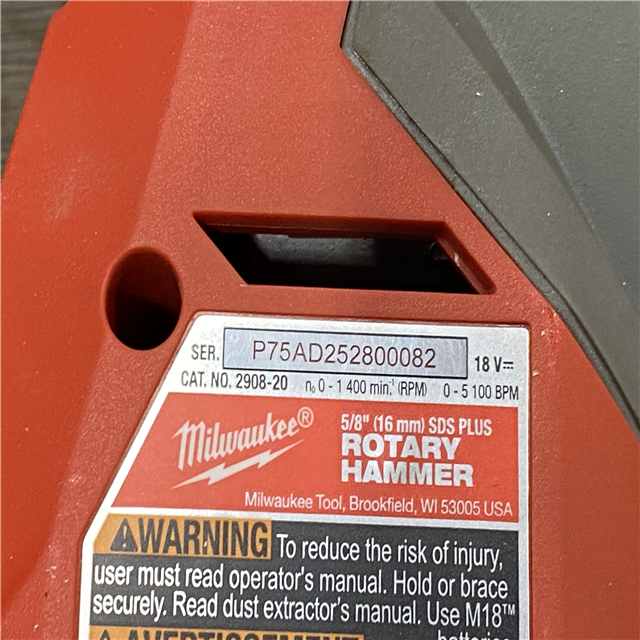 SER. P75AD252800082 18 V⎓
CAT. NO. 2908-20 n₀ 0 - 1 400 min.⁻¹ (RPM) 0 - 5 100 BPM
Milwaukee®
5/8" (16 mm) SDS PLUS
ROTARY
HAMMER
Milwaukee Tool, Brookfield, WI 53005 USA
⚠WARNING To reduce the risk of injury,
user must read operator's manual. Hold or brace
securely. Read dust extractor's manual. Use M18™
batteries
⚠AVERTISSEMENT